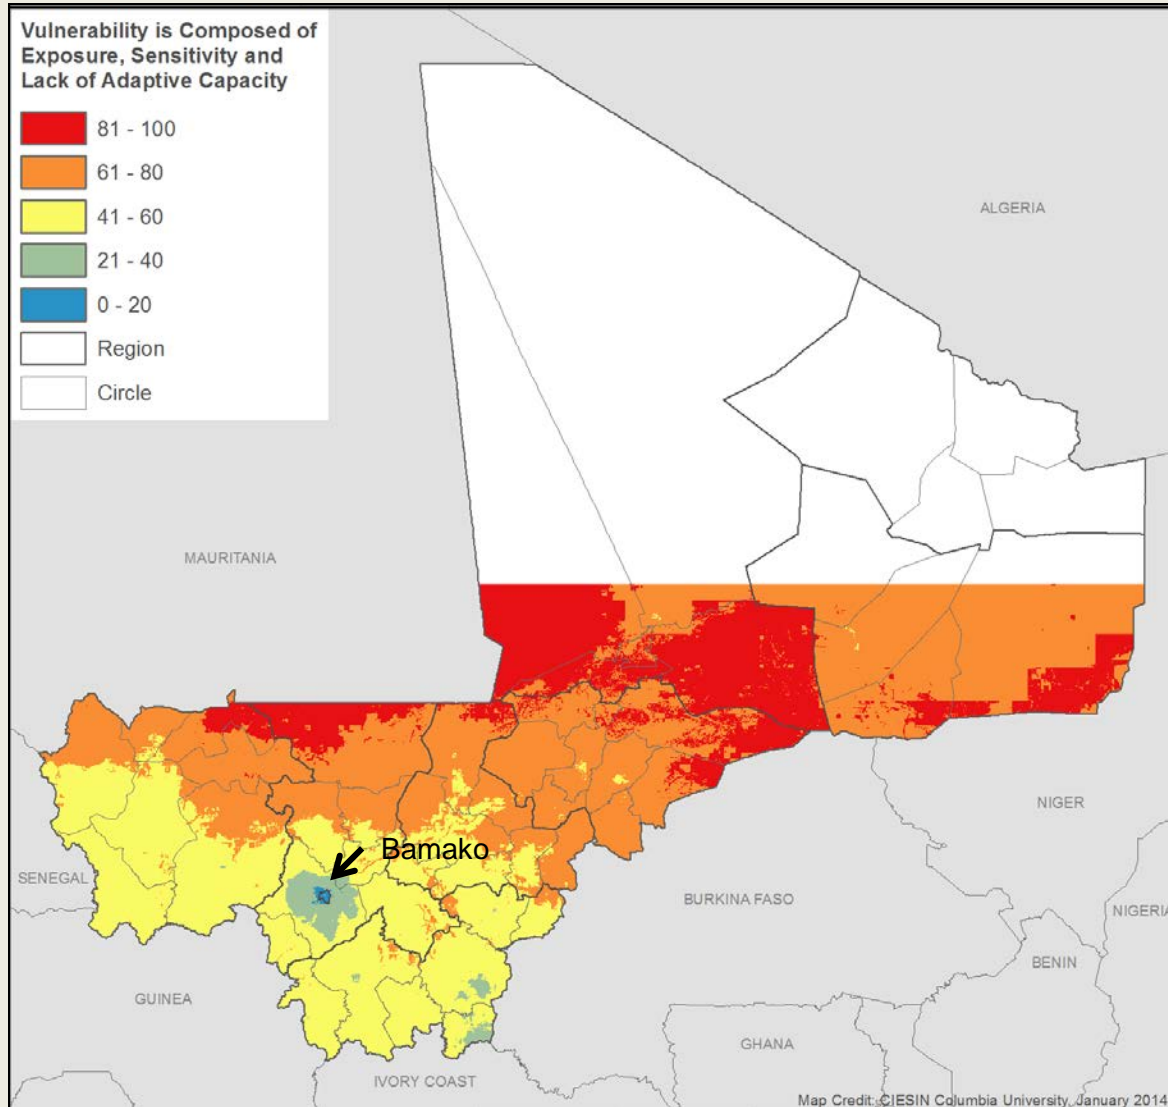 Vulnerability is Composed of
Exposure, Sensitivity and
Lack of Adaptive Capacity
81 - 100
61 - 80
41 - 60
21 - 40
0 - 20
Region
Circle
ALGERIA
MAURITANIA
NIGER
Bamako
SENEGAL
BURKINA FASO
NIGERIA
BENIN
GUINEA
GHANA
IVORY COAST
Map Credit: CIESIN Columbia University, January 2014